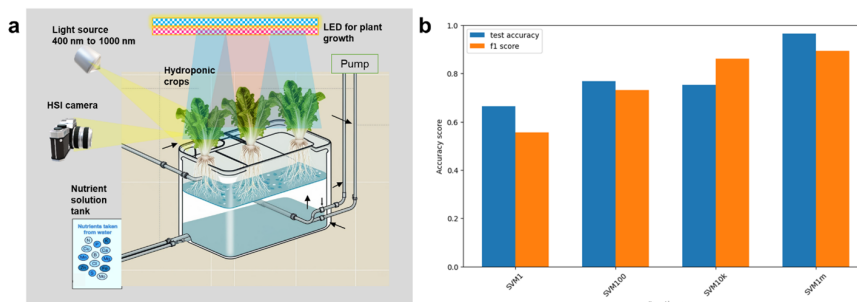 a
Light source
400 nm to 1000 nm
LED for plant
growth
Hydroponic
crops
Pump
HSI camera
Nutrient
solution
tank
Nutrients taken
from water
b
test accuracy
f1 score
Accuracy score
1.0
0.8
0.6
0.4
0.2
0.0
SVM1
SVM100
SVM10k
SVM1m